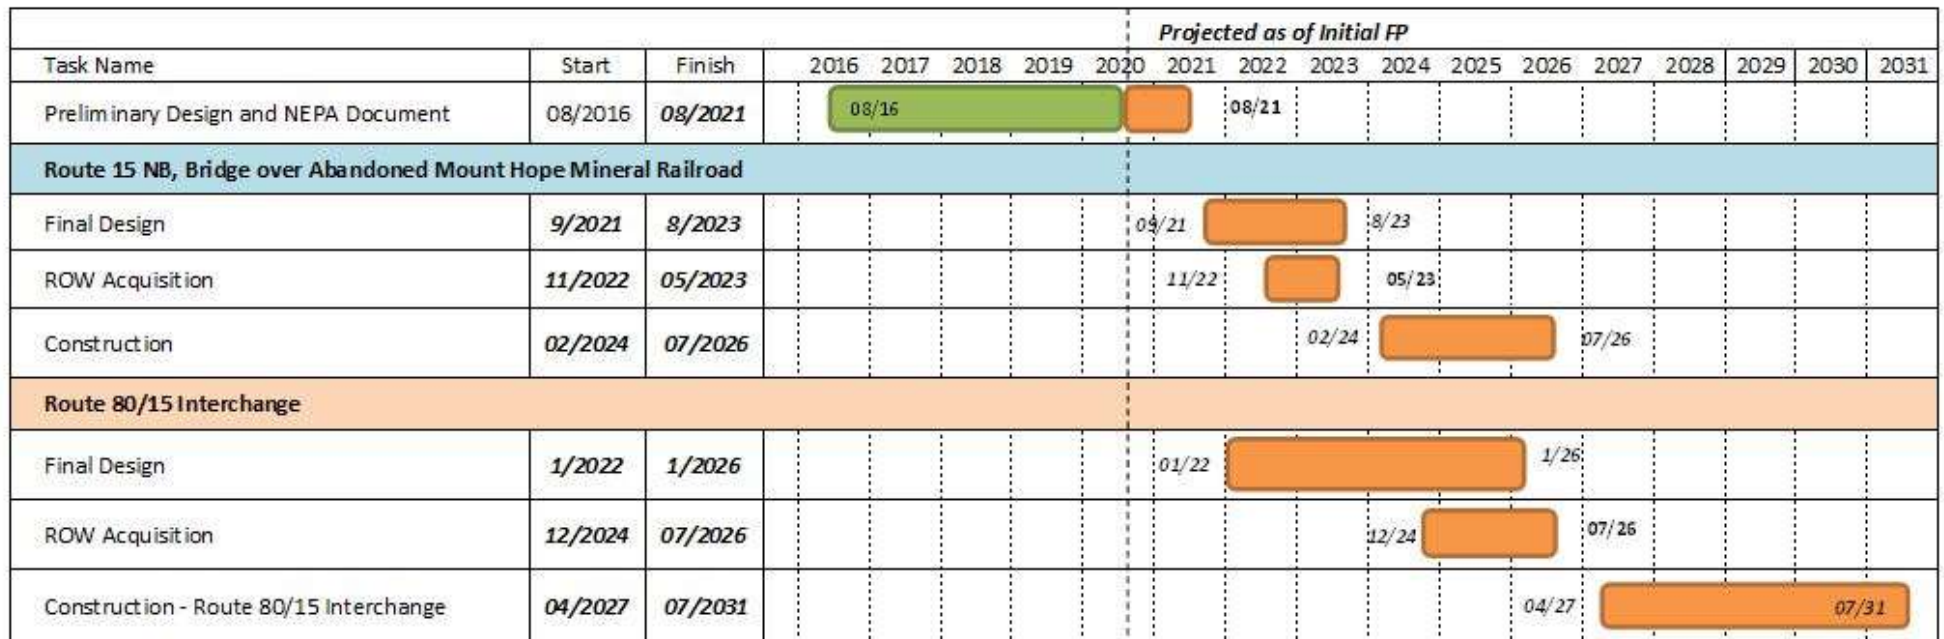 Projected as of Initial FP
Task Name Start Finish 2016 2017 2018 2019 2020 2021 2022 2023 2024 2025 2026 2027 2028 2029 2030 2031
Preliminary Design and NEPA Document 08/2016 08/2021 08/16 08/21
Route 15 NB, Bridge over Abandoned Mount Hope Mineral Railroad
Final Design 9/2021 8/2023 09/21 8/23
ROW Acquisition 11/2022 05/2023 11/22 05/23
Construction 02/2024 07/2026 02/24 07/26
Route 80/15 Interchange
Final Design 1/2022 1/2026 01/22 1/26
ROW Acquisition 12/2024 07/2026 12/24 07/26
Construction - Route 80/15 Interchange 04/2027 07/2031 04/27 07/31